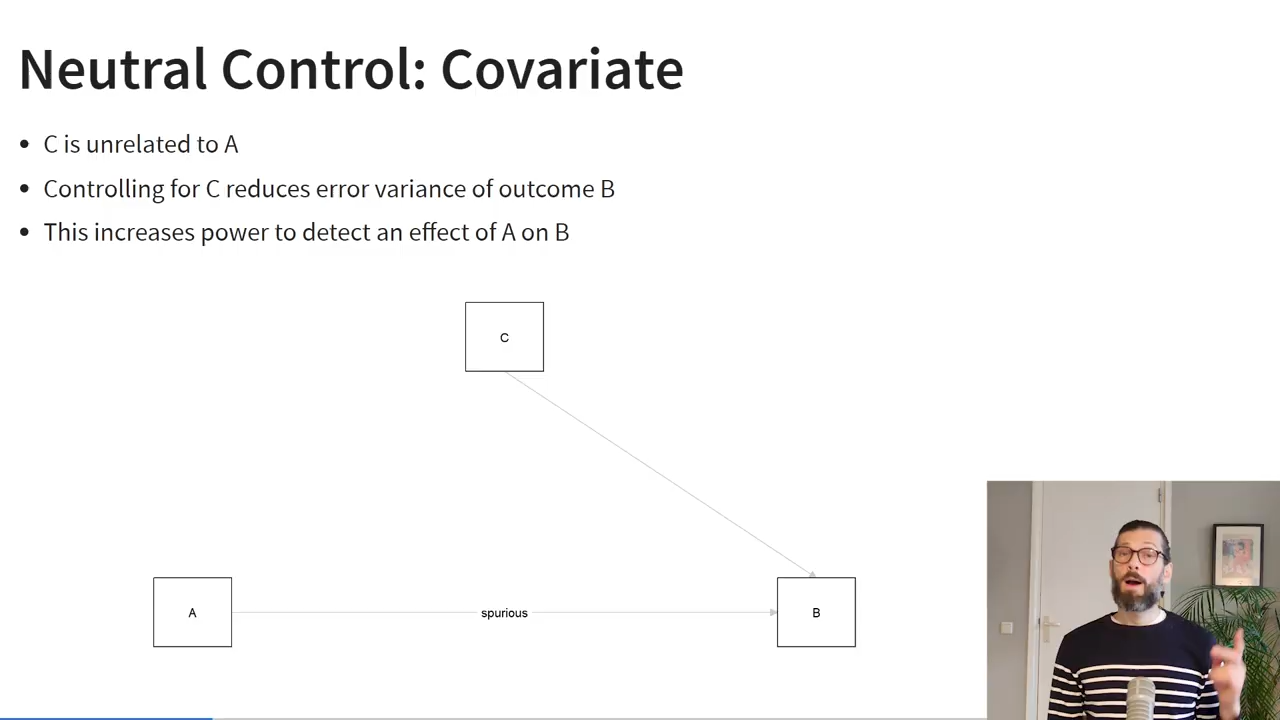 Neutral Control: Covariate
C is unrelated to A
Controlling for C reduces error variance of outcome B
This increases power to detect an effect of A on B
C
A
spurious
B